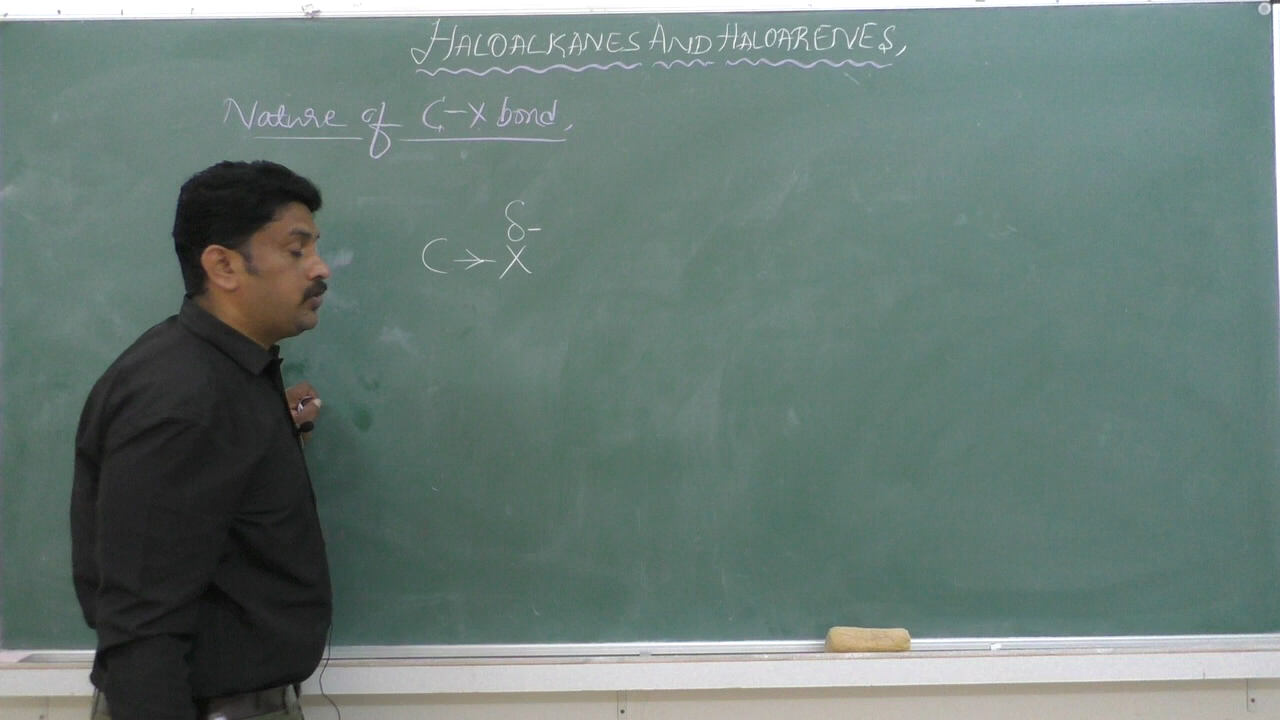 HALOALKANES AND HALOARENES,
Nature of C-X bond,
δ-
C → X